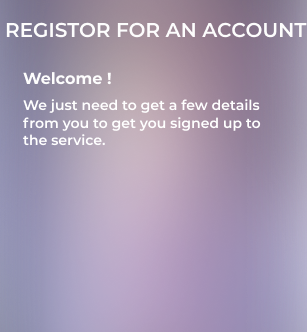 REGISTOR FOR AN ACCOUNT
Welcome !
We just need to get a few details
from you to get you signed up to
the service.